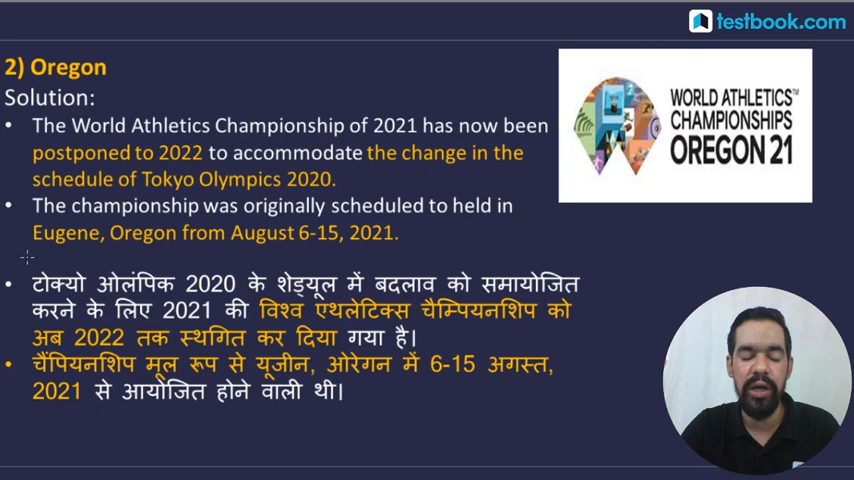 testbook.com
2) Oregon
Solution:
• The World Athletics Championship of 2021 has now been
postponed to 2022 to accommodate the change in the
schedule of Tokyo Olympics 2020.
• The championship was originally scheduled to held in
Eugene, Oregon from August 6-15, 2021.
WORLD ATHLETICS™
CHAMPIONSHIPS
OREGON 21
• टोक्यो ओलंपिक 2020 के शेड्यूल में बदलाव को समायोजित
करने के लिए 2021 की विश्व एथलेटिक्स चैम्पियनशिप को
अब 2022 तक स्थगित कर दिया गया है।
• चैंपियनशिप मूल रूप से यूजीन, ओरेगन में 6-15 अगस्त,
2021 से आयोजित होने वाली थी।